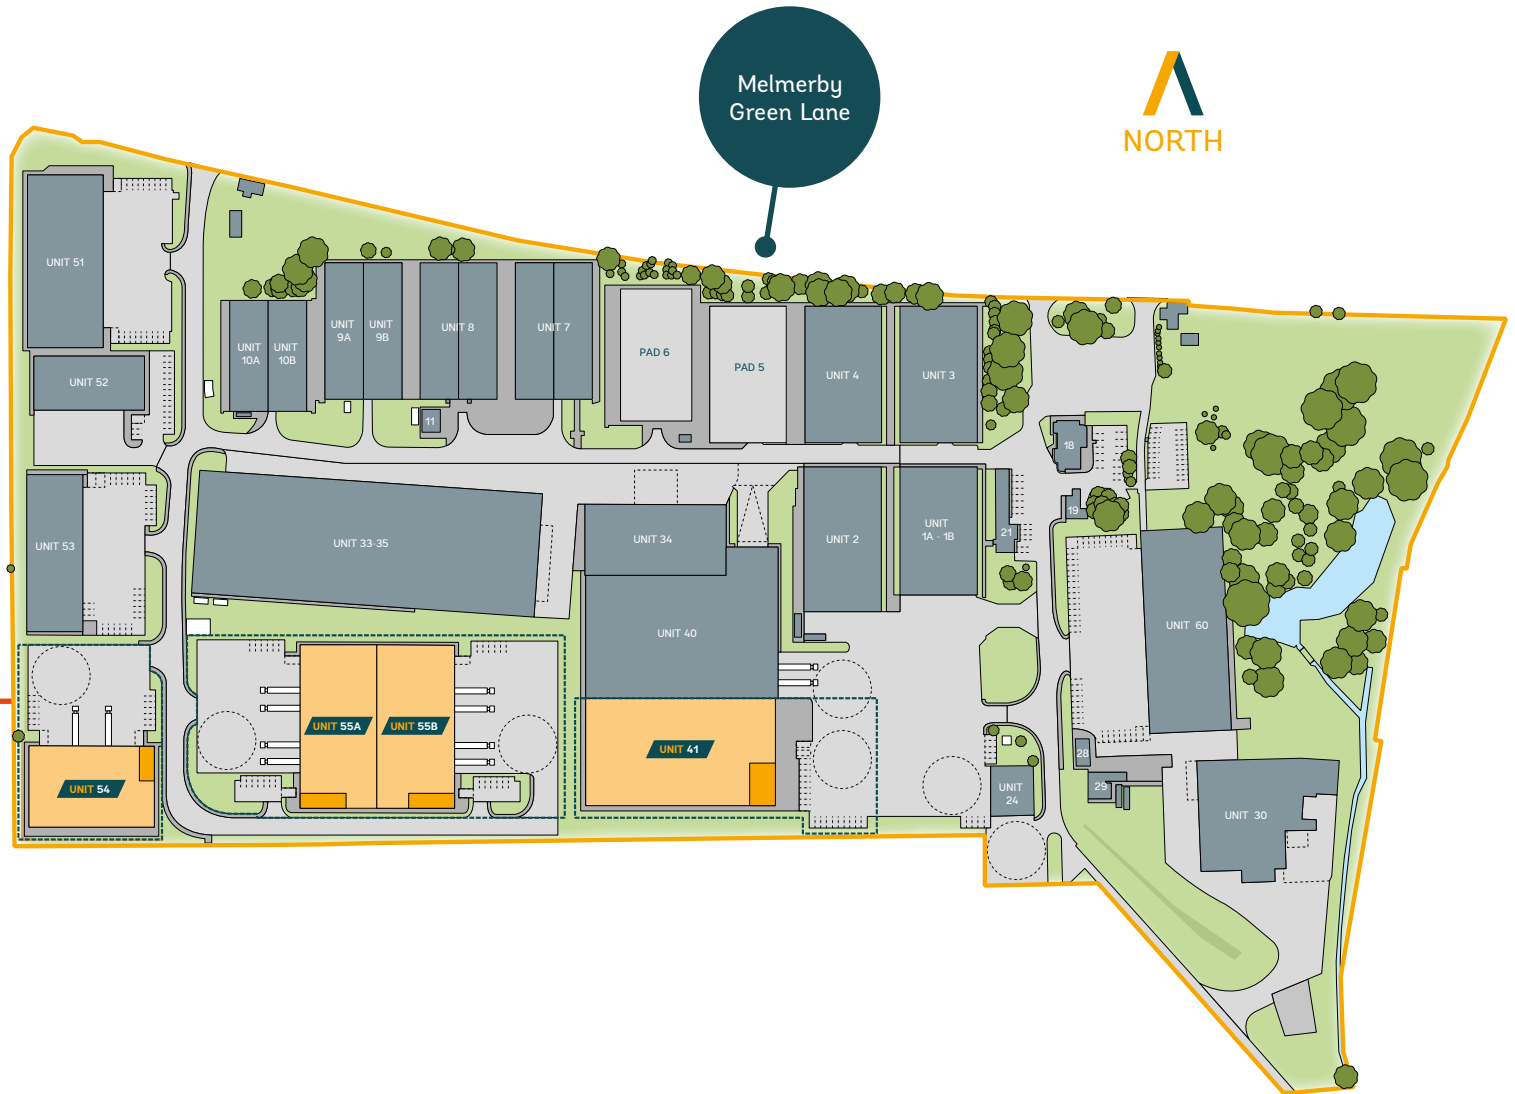 Melmerby
Green Lane
NORTH
UNIT 51
UNIT 52
UNIT
10A
UNIT
10B
UNIT
9A
UNIT
9B
UNIT 8
UNIT 7
PAD 6
PAD 5
UNIT 4
UNIT 3
11
18
19
21
UNIT 53
UNIT 33-35
UNIT 34
UNIT 2
UNIT
1A - 1B
UNIT 40
UNIT 60
UNIT 54
UNIT 55A
UNIT 55B
UNIT 41
28
29
UNIT
24
UNIT 30